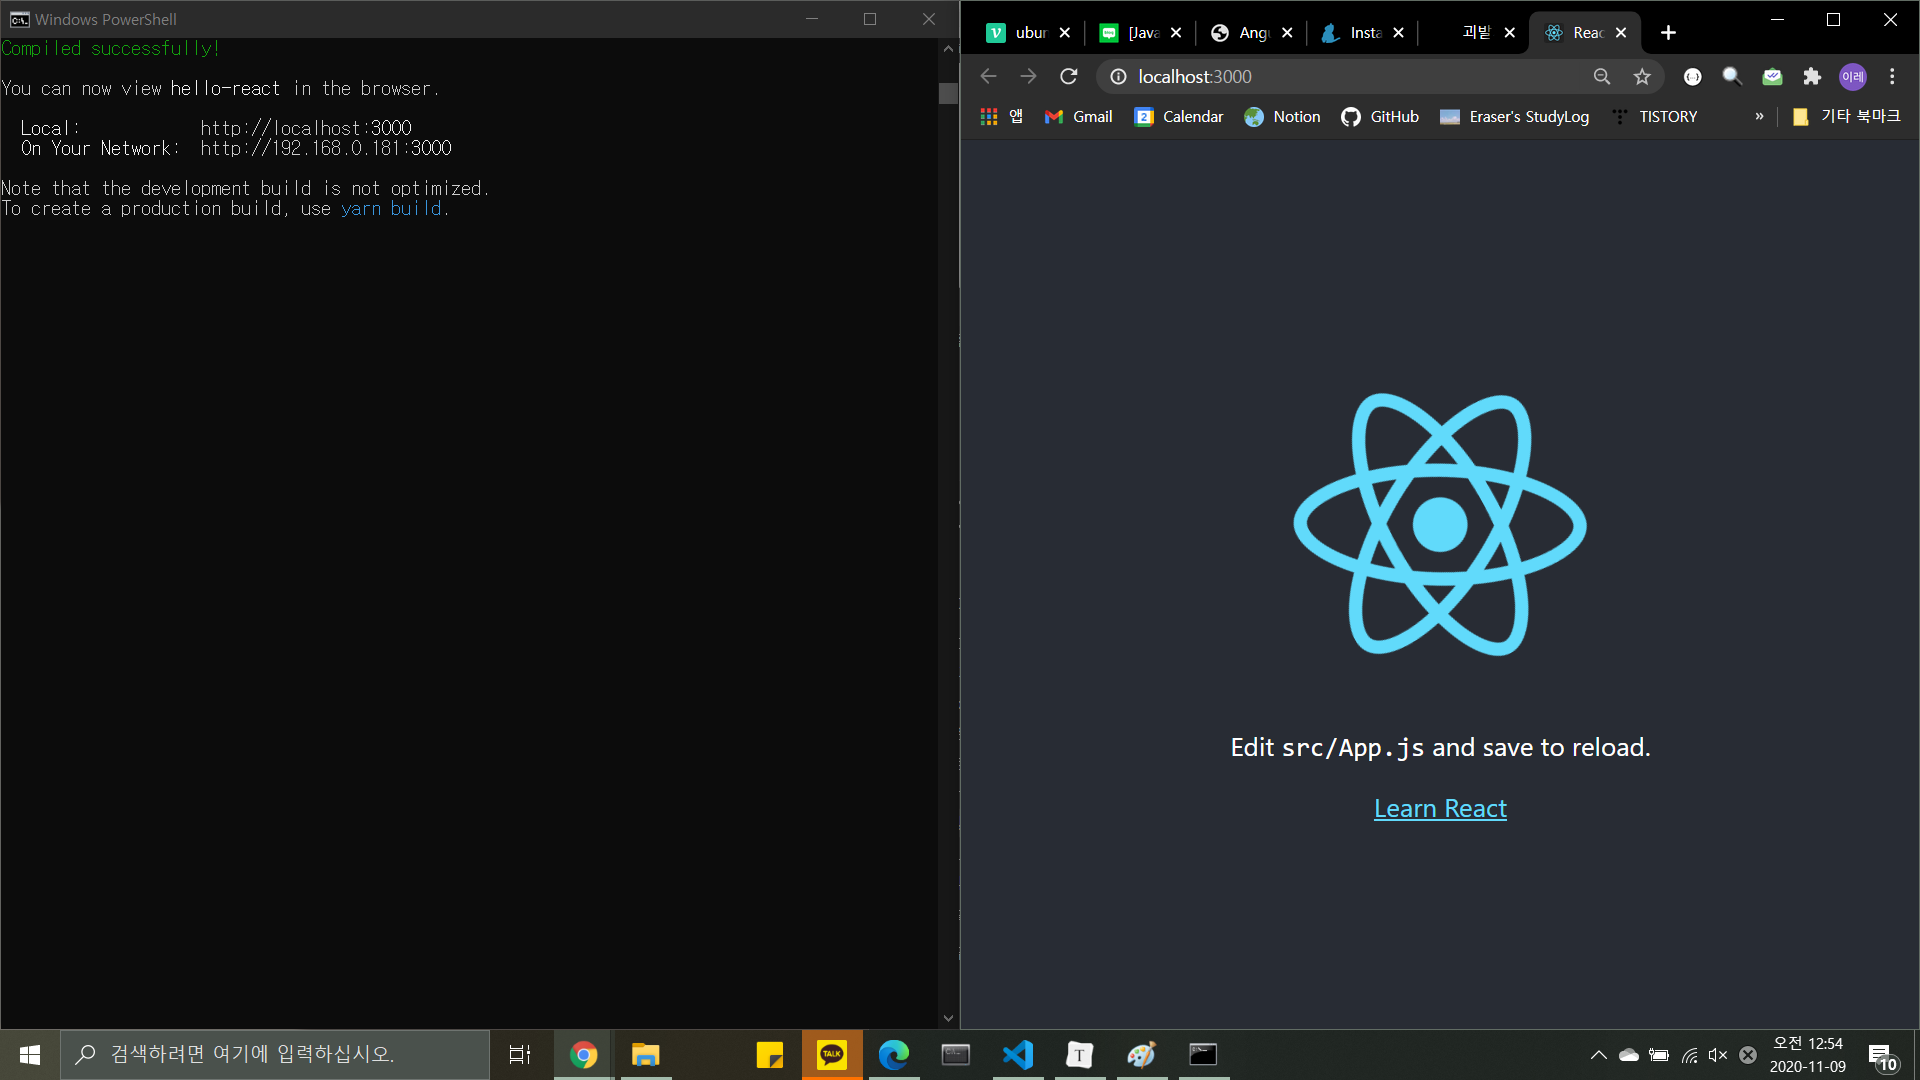 Windows PowerShell
Compiled successfully!
You can now view hello-react in the browser.
Local: http://localhost:3000
On Your Network: http://192.168.0.181:3000
Note that the development build is not optimized.
To create a production build, use yarn build.
ubun
[Java
Angu
Insta
괴발
Reac
localhost:3000
이레
앱
Gmail
2
Calendar
Notion
GitHub
Eraser's StudyLog
TISTORY
»
기타 북마크
Edit src/App.js and save to reload.
Learn React
검색하려면 여기에 입력하십시오.
TALK
T
오전 12:54
2020-11-09
10